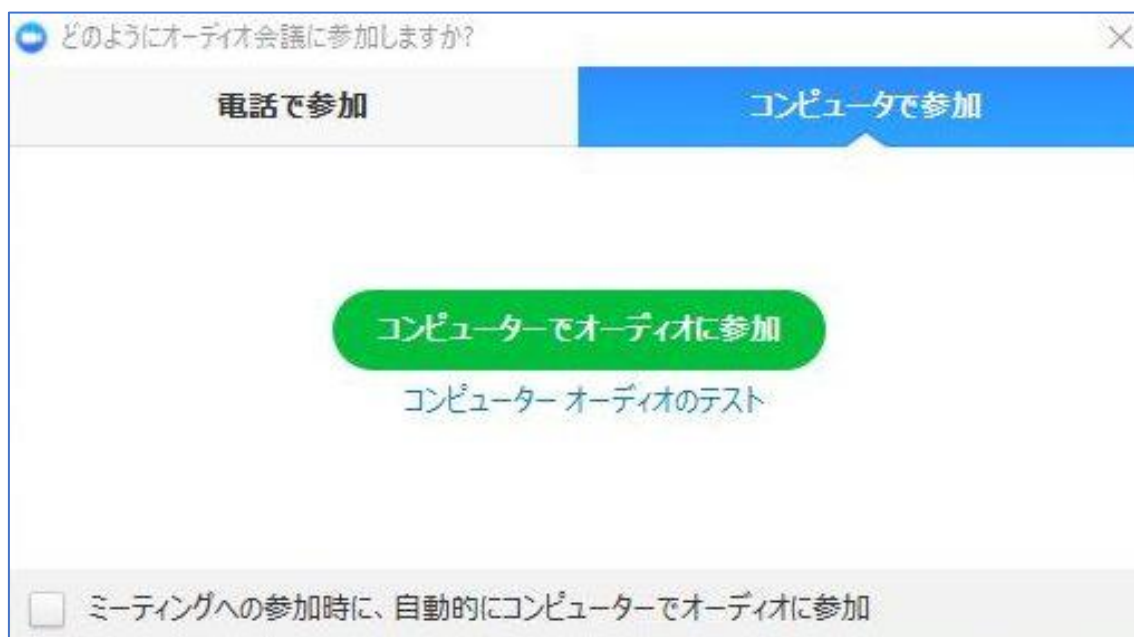 どのようにオーディオ会議に参加しますか?
電話で参加
コンピュータで参加
コンピューターでオーディオに参加
コンピューター オーディオのテスト
ミーティングへの参加時に、自動的にコンピューターでオーディオに参加